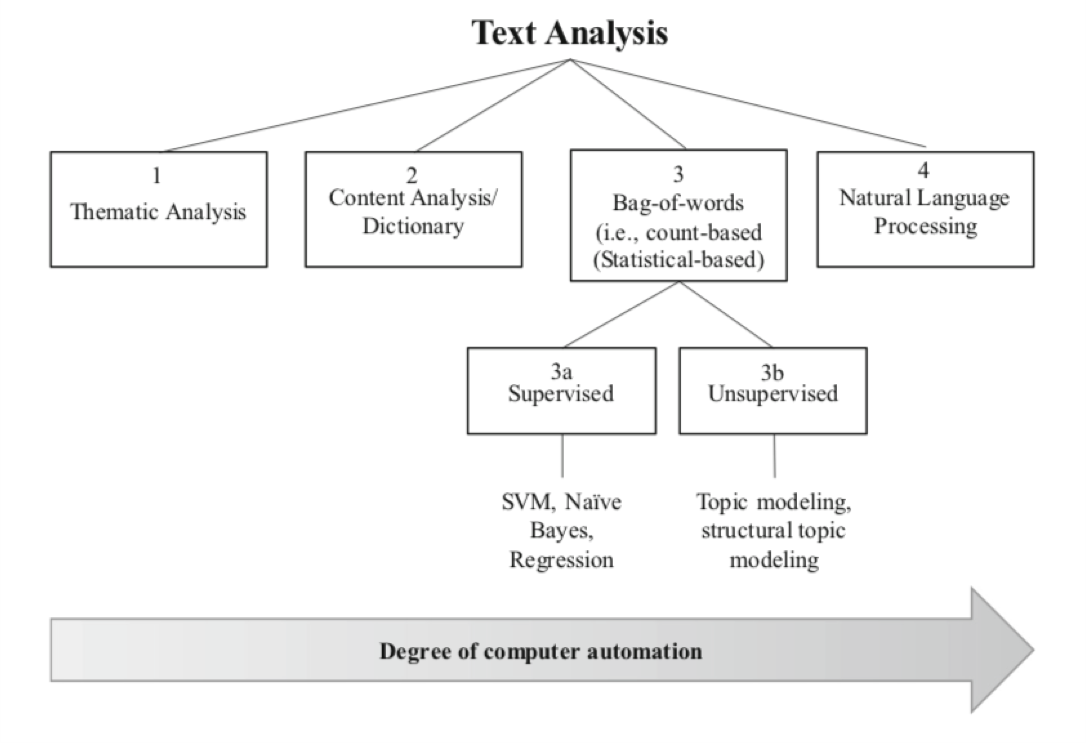 Text Analysis
1
Thematic Analysis
2
Content Analysis/
Dictionary
3
Bag-of-words
(i.e., count-based
(Statistical-based)
4
Natural Language
Processing
3a
Supervised
3b
Unsupervised
SVM, Naïve
Bayes,
Regression
Topic modeling,
structural topic
modeling
Degree of computer automation